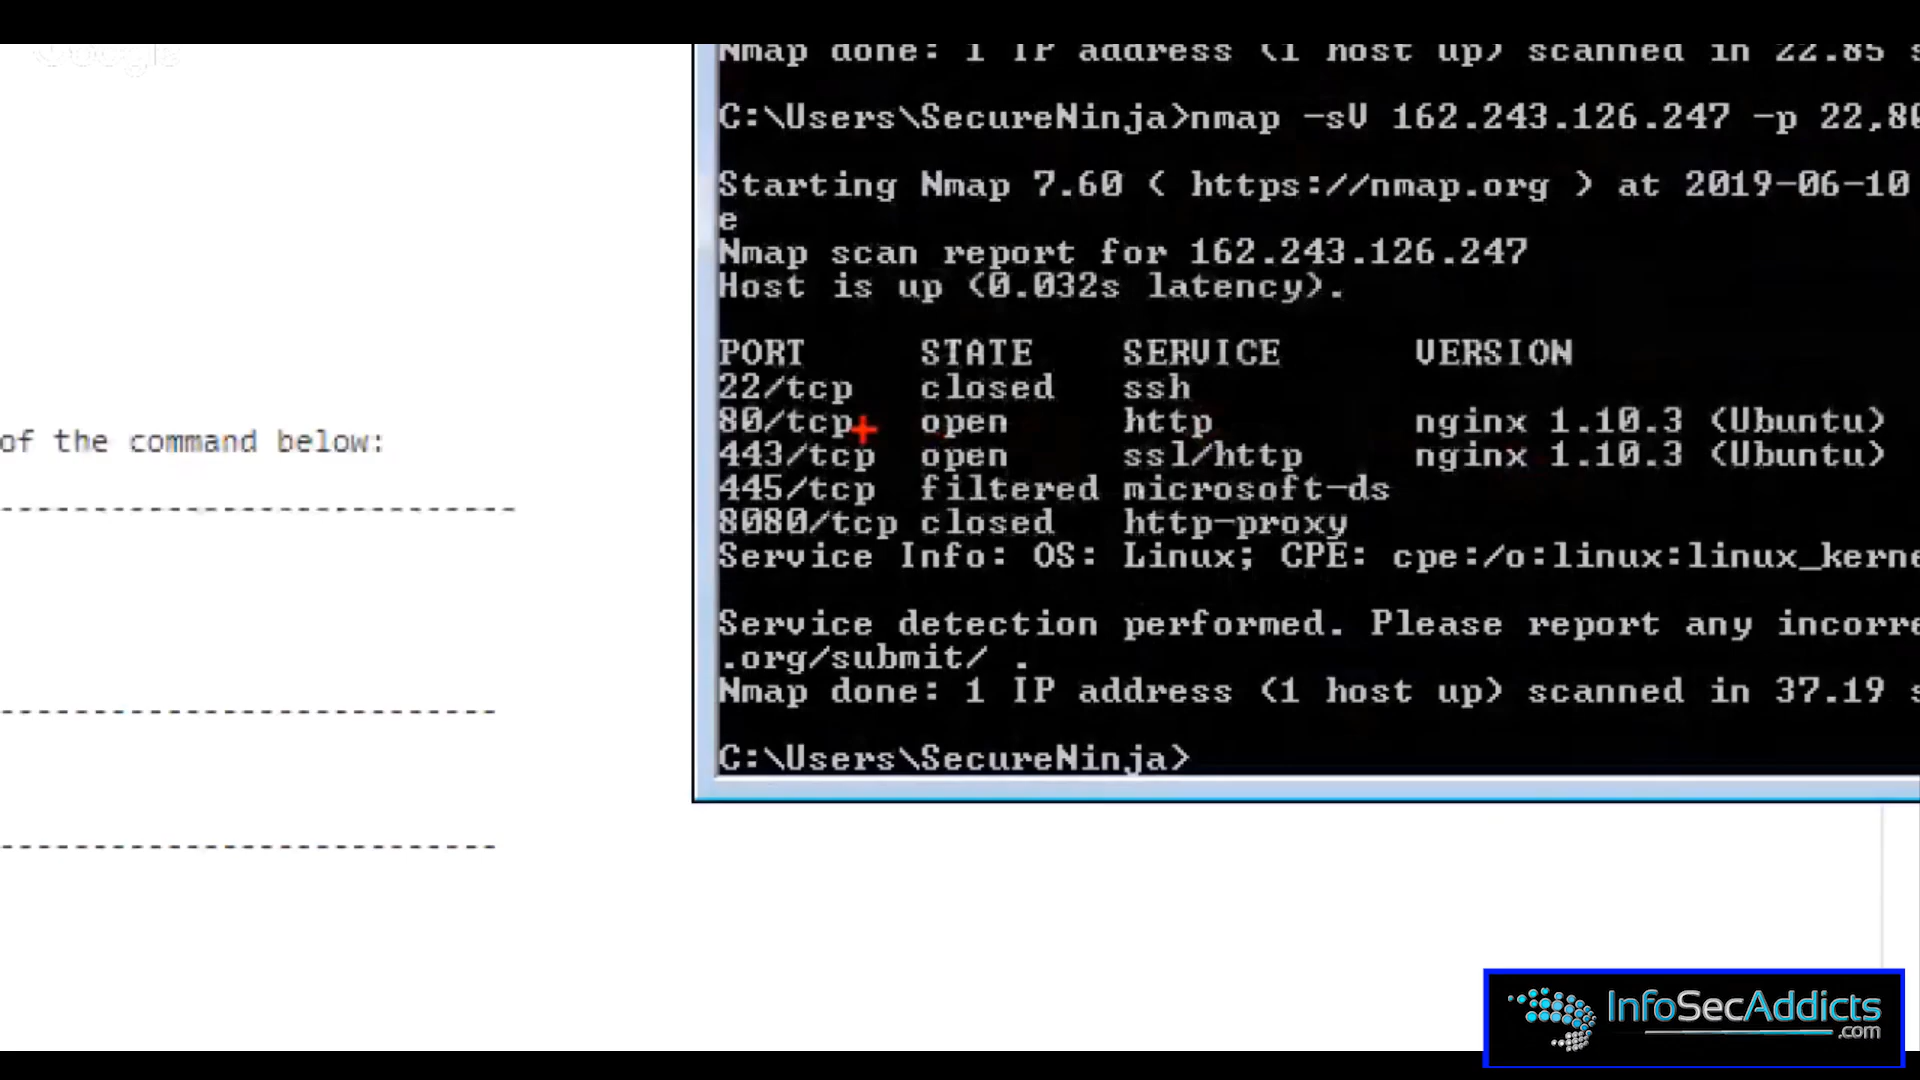 Google
Nmap done: 1 IP address (1 host up) scanned in 22.85 s
C:\Users\SecureNinja>nmap -sV 162.243.126.247 -p 22,80
Starting Nmap 7.60 ( https://nmap.org ) at 2019-06-10
e
Nmap scan report for 162.243.126.247
Host is up (0.032s latency).
PORT STATE SERVICE VERSION
22/tcp closed ssh
80/tcp open http nginx 1.10.3 (Ubuntu)
443/tcp open ssl/http nginx 1.10.3 (Ubuntu)
445/tcp filtered microsoft-ds
8080/tcp closed http-proxy
Service Info: OS: Linux; CPE: cpe:/o:linux:linux_kerne
Service detection performed. Please report any incorre
.org/submit/ .
Nmap done: 1 IP address (1 host up) scanned in 37.19 s
C:\Users\SecureNinja>
of the command below:
---------------------------
--------------------------
--------------------------
InfoSecAddicts
.com